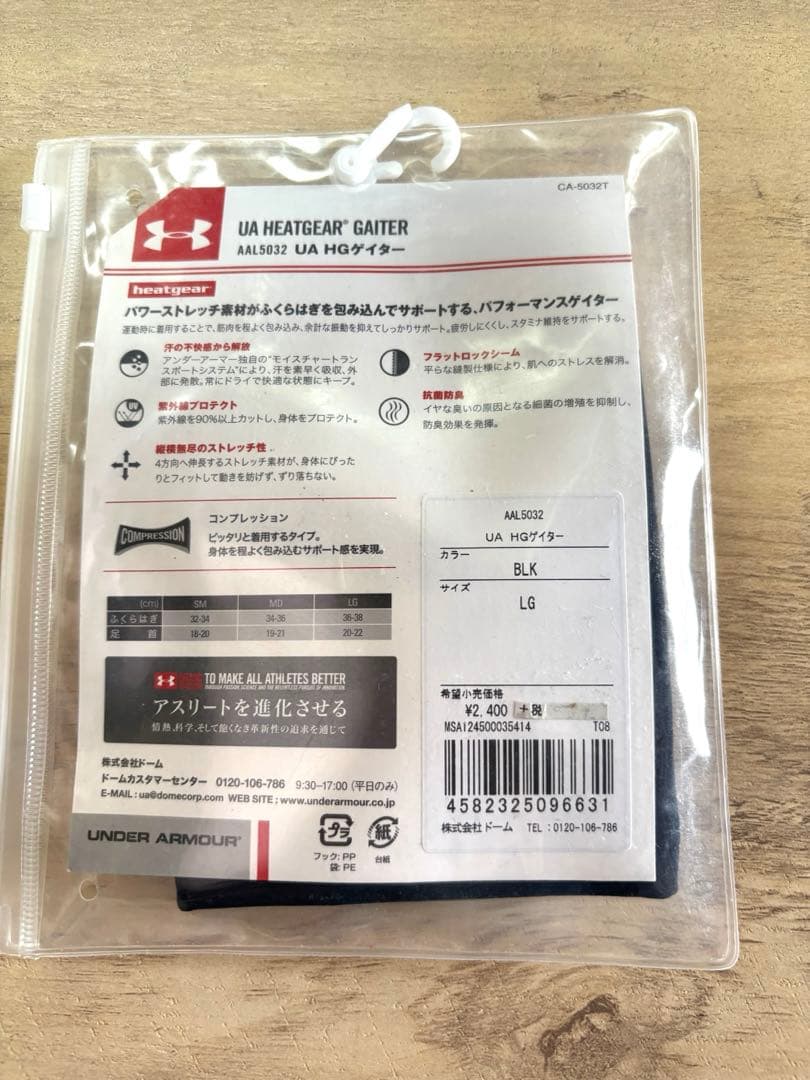 CA-5032T
UA HEATGEAR® GAITER
AAL5032 UA HGゲイター
heatgear
パワーストレッチ素材がふくらはぎを包み込んでサポートする、パフォーマンスゲイター
運動時に着用することで、筋肉を程よく包み込み、余計な振動を抑えてしっかりサポート。疲労しにくくし、スタミナ維持をサポートする。
汗の不快感から解放
アンダーアーマー独自の"モイスチャートラン
スポートシステム"により、汗を素早く吸収、外
部に発散。常にドライで快適な状態にキープ。
フラットロックシーム
平らな縫製仕様により、肌へのストレスを解消。
UV
紫外線プロテクト
紫外線を90%以上カットし、身体をプロテクト。
抗菌防臭
イヤな臭いの原因となる細菌の増殖を抑制し、
防臭効果を発揮。
縦横無尽のストレッチ性
4方向へ伸長するストレッチ素材が、身体にぴった
りとフィットして動きを妨げず、ずり落ちない。
COMPRESSION
コンプレッション
ピッタリと着用するタイプ。
身体を程よく包み込むサポート感を実現。
(cm) SM MD LG
ふくらはぎ 32-34 34-36 36-38
足首 18-20 19-21 20-22
TO MAKE ALL ATHLETES BETTER
THROUGH PASSION, SCIENCE AND THE RELENTLESS PURSUIT OF INNOVATION
アスリートを進化させる
情熱、科学、そして飽くなき革新性の追求を通じて
株式会社ドーム
ドームカスタマーセンター 0120-106-786 9:30-17:00 (平日のみ)
E-MAIL : ua@domecorp.com WEB SITE ; www.underarmour.co.jp
UNDER ARMOUR®
プラ
フック: PP
袋: PE
紙
台紙
AAL5032
UA HGゲイター
カラー
BLK
サイズ
LG
希望小売価格
¥2,400 +税
MSAI24500035414 T08
4582325096631
株式会社ドーム TEL : 0120-106-786